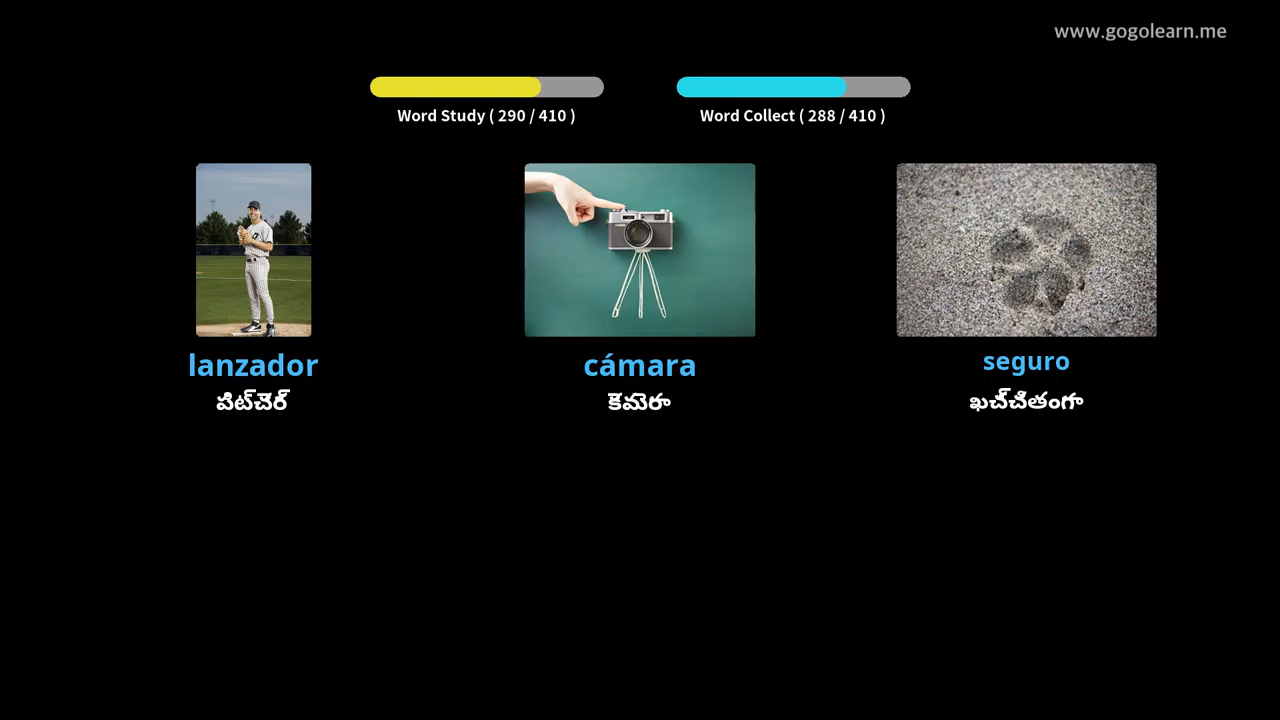 www.gogolearn.me
Word Study ( 290 / 410 )
Word Collect ( 288 / 410 )
lanzador
పిట్చెర్
cámara
కెమెరా
seguro
ఖచ్చితంగా